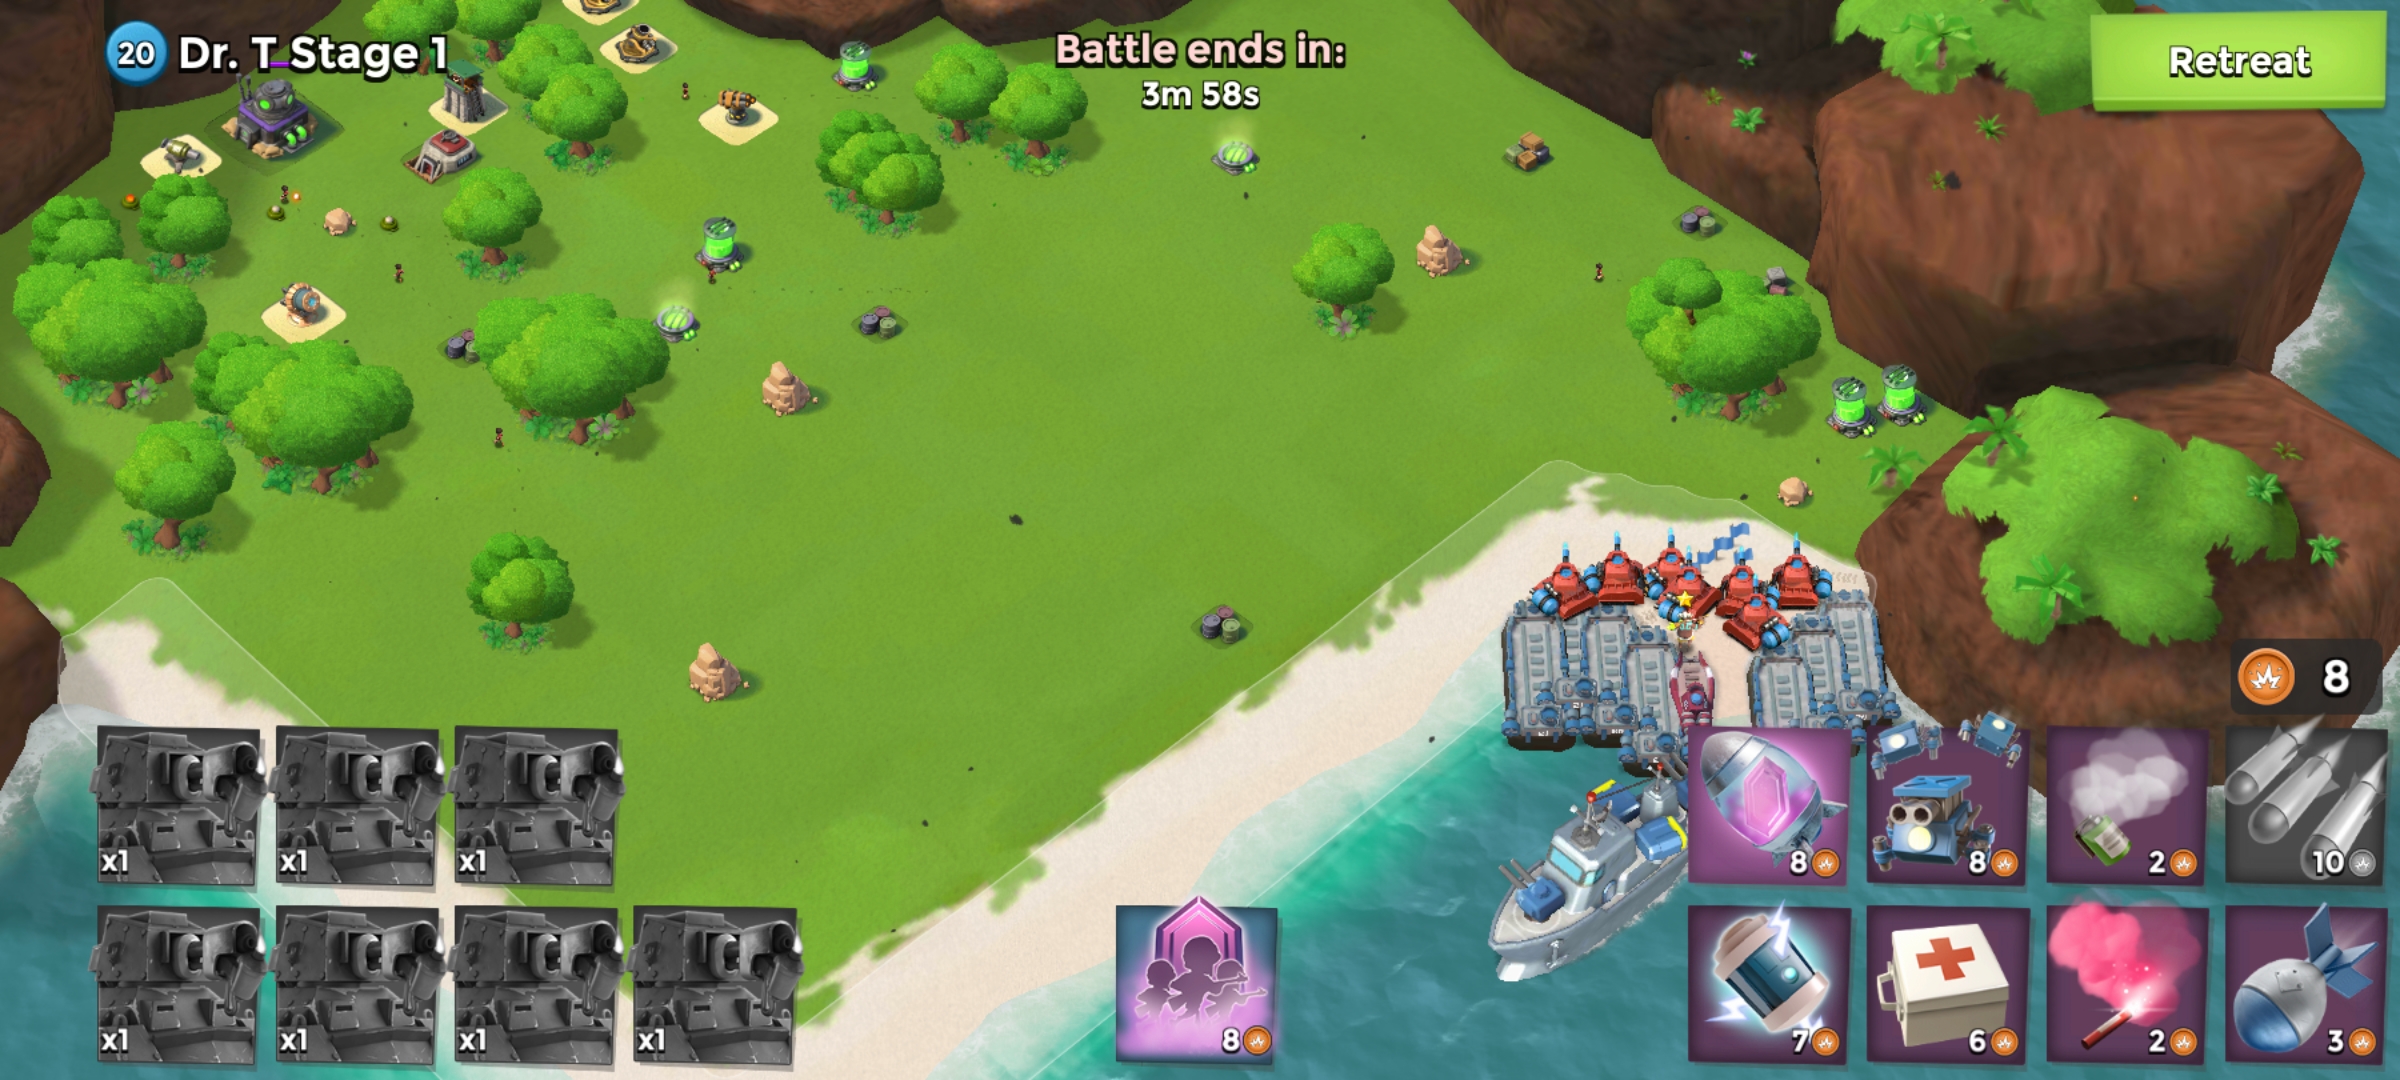 20 Dr. T Stage 1
Battle ends in:
3m 58s
Retreat
8
x1 x1 x1
8 8 2 10
x1 x1 x1 x1
8
7 6 2 3